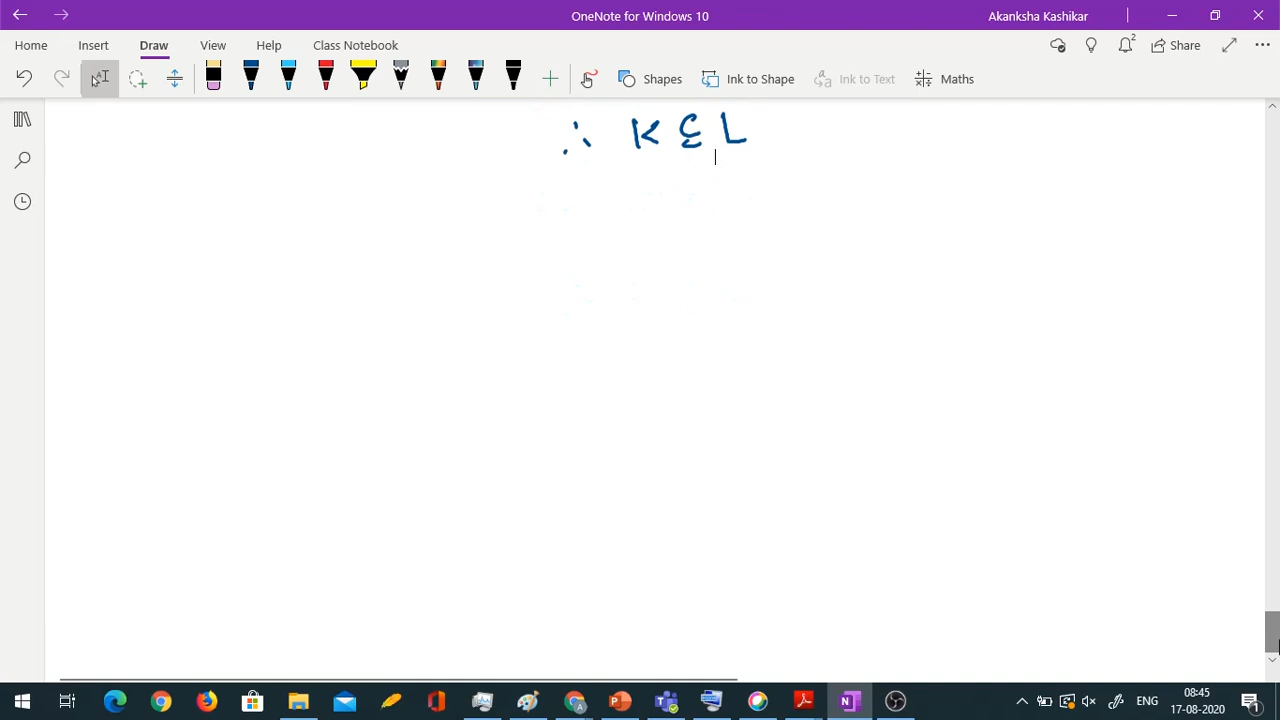 OneNote for Windows 10
Akanksha Kashikar
Home Insert Draw View Help Class Notebook
Share
Shapes Ink to Shape Ink to Text Maths
∴ K ⊆ L
ENG
08:45
17-08-2020